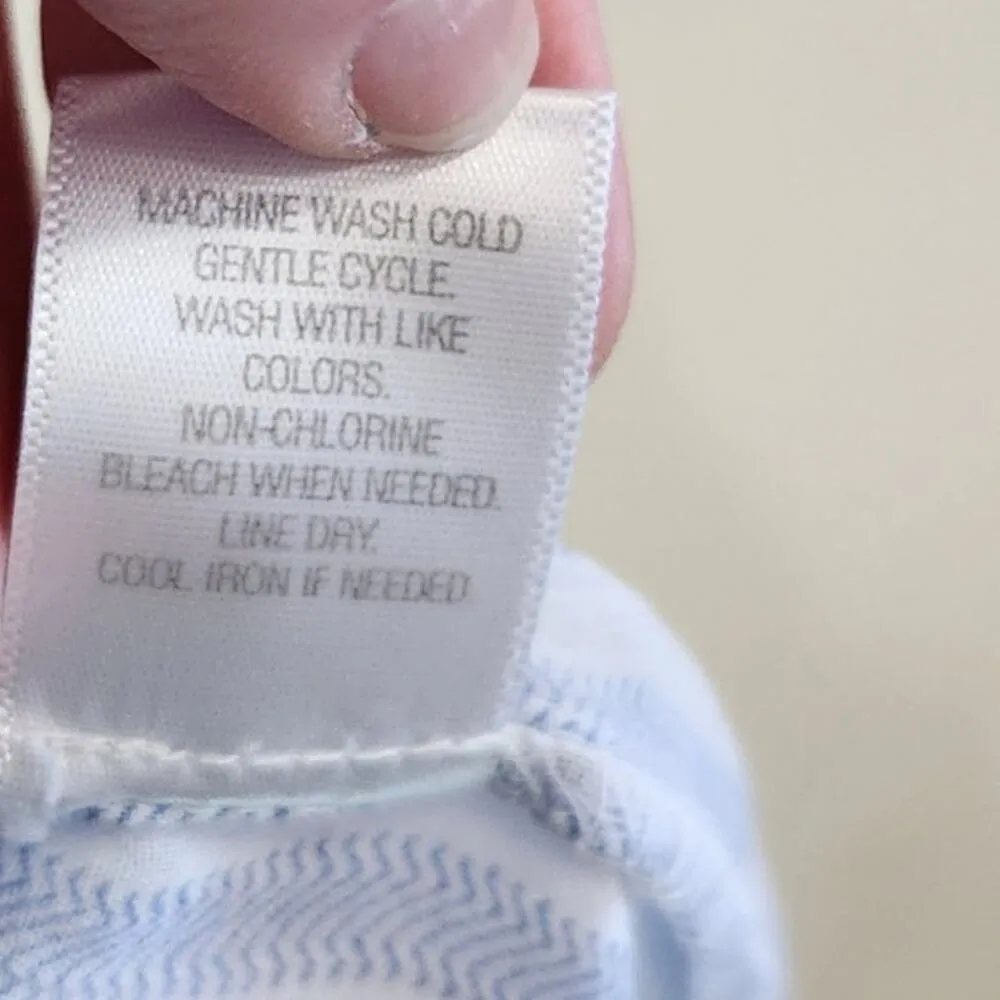 MACHINE WASH COLD
GENTLE CYCLE.
WASH WITH LIKE
COLORS.
NON-CHLORINE
BLEACH WHEN NEEDED.
LINE DAY.
COOL IRON IF NEEDED